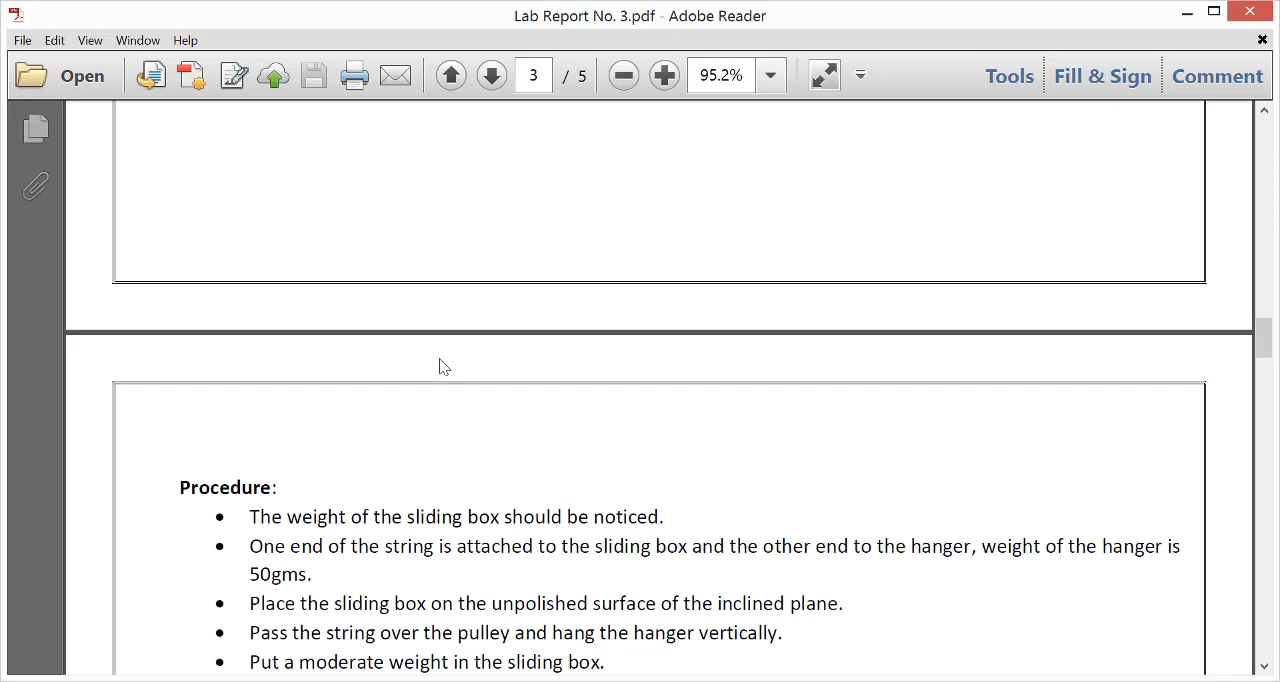 Lab Report No. 3.pdf - Adobe Reader
File Edit View Window Help
Open 3 / 5 95.2% Tools Fill & Sign Comment
Procedure:
• The weight of the sliding box should be noticed.
• One end of the string is attached to the sliding box and the other end to the hanger, weight of the hanger is
50gms.
• Place the sliding box on the unpolished surface of the inclined plane.
• Pass the string over the pulley and hang the hanger vertically.
• Put a moderate weight in the sliding box.